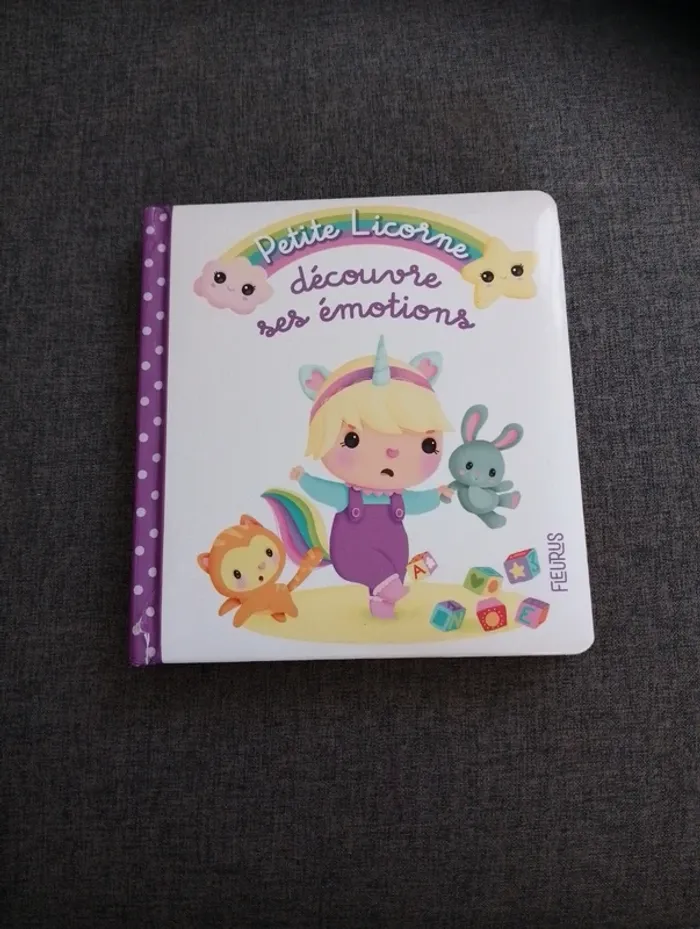 Petite Licorne
découvre
ses émotions
A
N O E
FLEURUS